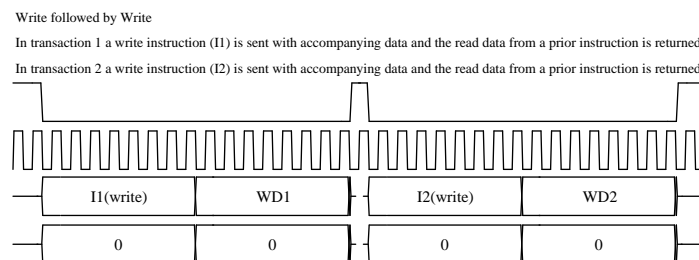 Write followed by Write
In transaction 1 a write instruction (I1) is sent with accompanying data and the read data from a prior instruction is returned
In transaction 2 a write instruction (I2) is sent with accompanying data and the read data from a prior instruction is returned
I1(write) WD1 I2(write) WD2
0 0 0 0